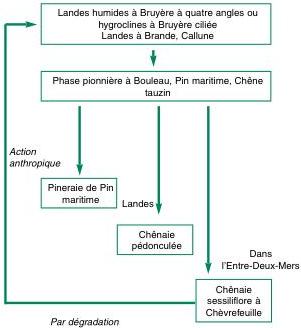 Landes humides à Bruyère à quatre angles ou
hygroclines à Bruyère ciliée
Landes à Brande, Callune
Phase pionnière à Bouleau, Pin maritime, Chêne
tauzin
Action
anthropique
Pineraie de Pin
maritime
Landes
Chênaie
pédonculée
Dans
l'Entre-Deux-Mers
Chênaie
sessiliflore à
Chèvrefeuille
Par dégradation